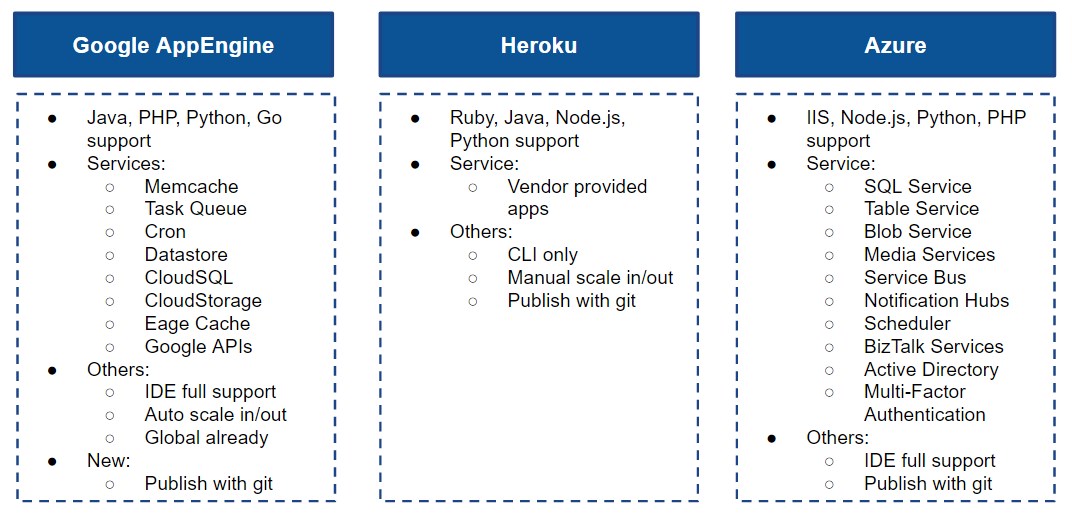 Google AppEngine
Java, PHP, Python, Go
support
Services:
Memcache
Task Queue
Cron
Datastore
CloudSQL
CloudStorage
Eage Cache
Google APIs
Others:
IDE full support
Auto scale in/out
Global already
New:
Publish with git
Heroku
Ruby, Java, Node.js,
Python support
Service:
Vendor provided
apps
Others:
CLI only
Manual scale in/out
Publish with git
Azure
IIS, Node.js, Python, PHP
support
Service:
SQL Service
Table Service
Blob Service
Media Services
Service Bus
Notification Hubs
Scheduler
BizTalk Services
Active Directory
Multi-Factor
Authentication
Others:
IDE full support
Publish with git